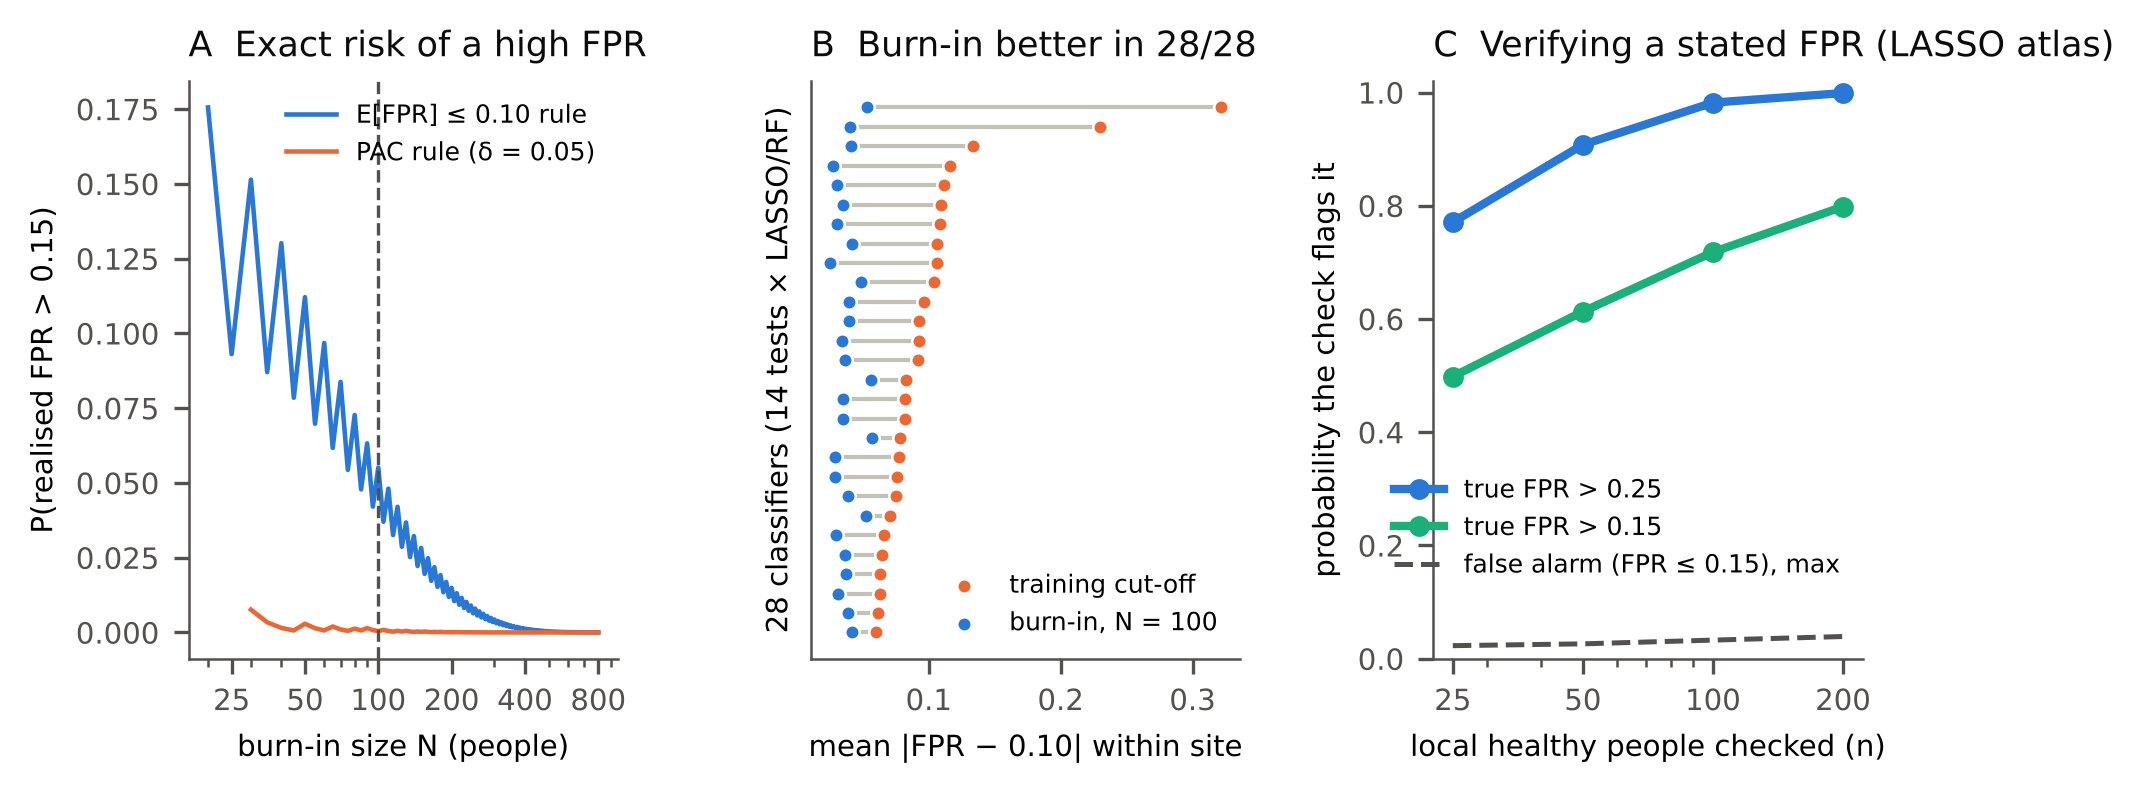 A Exact risk of a high FPR
P(realised FPR > 0.15)
0.175
0.150
0.125
0.100
0.075
0.050
0.025
0.000
E[FPR] ≤ 0.10 rule
PAC rule (δ = 0.05)
25 50 100 200 400 800
burn-in size N (people)
B Burn-in better in 28/28
28 classifiers (14 tests × LASSO/RF)
training cut-off
burn-in, N = 100
0.1 0.2 0.3
mean |FPR − 0.10| within site
C Verifying a stated FPR (LASSO atlas)
probability the check flags it
1.0
0.8
0.6
0.4
0.2
0.0
true FPR > 0.25
true FPR > 0.15
false alarm (FPR ≤ 0.15), max
25 50 100 200
local healthy people checked (n)